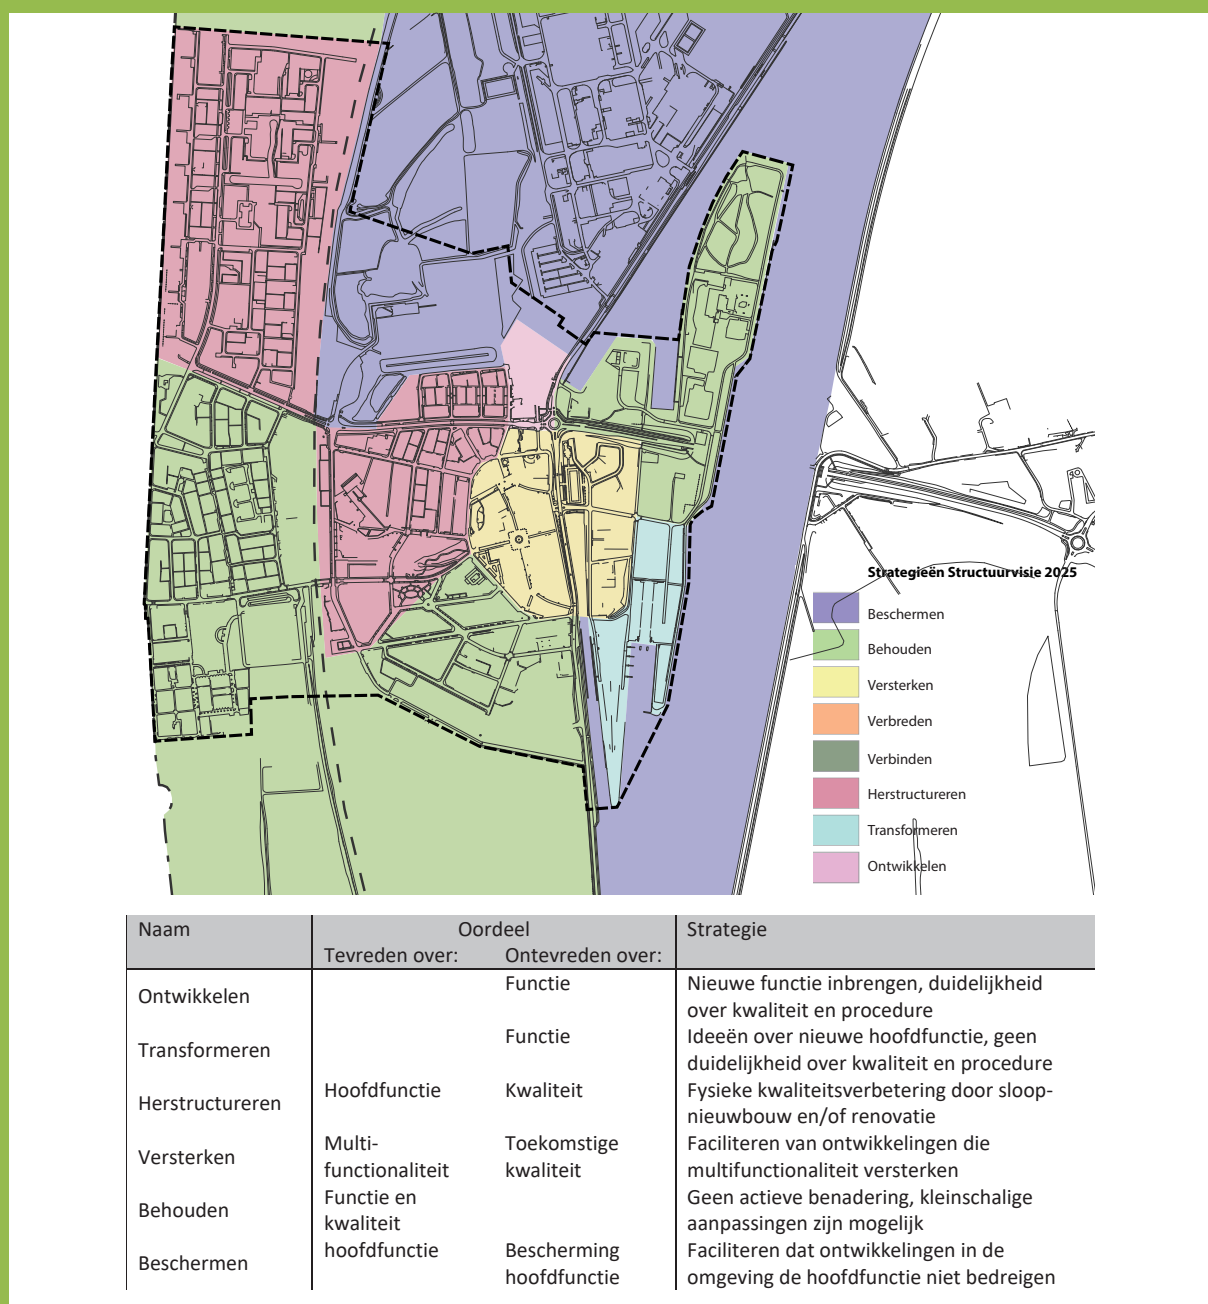 Strategieën Structuurvisie 2025
Beschermen
Behouden
Versterken
Verbreden
Verbinden
Herstructureren
Transformeren
Ontwikkelen
Naam Oordeel Strategie
Tevreden over: Ontevreden over:
Ontwikkelen Functie Nieuwe functie inbrengen, duidelijkheid
over kwaliteit en procedure
Transformeren Functie Ideeën over nieuwe hoofdfunctie, geen
duidelijkheid over kwaliteit en procedure
Herstructureren Hoofdfunctie Kwaliteit Fysieke kwaliteitsverbetering door sloop-
nieuwbouw en/of renovatie
Versterken Multi- Toekomstige Faciliteren van ontwikkelingen die
functionaliteit kwaliteit multifunctionaliteit versterken
Behouden Functie en Geen actieve benadering, kleinschalige
kwaliteit aanpassingen zijn mogelijk
Beschermen hoofdfunctie Bescherming Faciliteren dat ontwikkelingen in de
hoofdfunctie omgeving de hoofdfunctie niet bedreigen